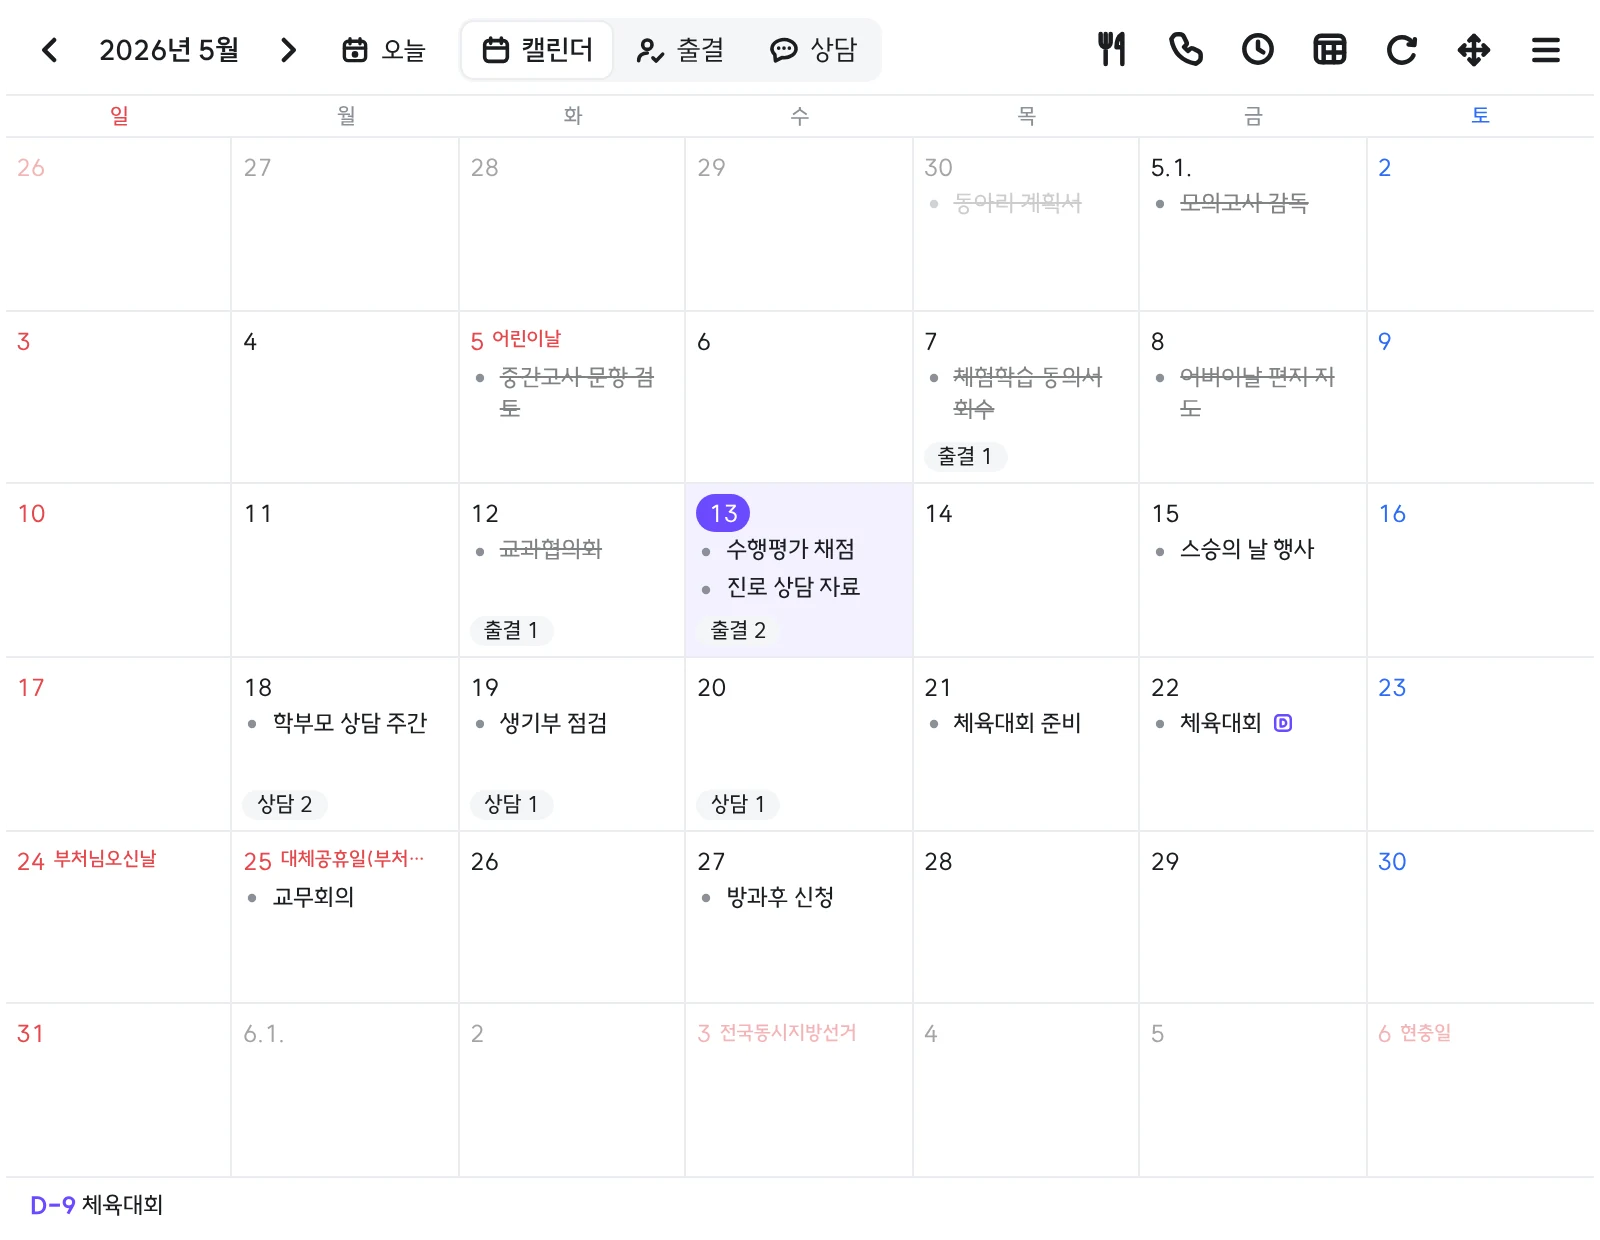 2026년 5월 오늘 캘린더 출결 상담
일 월 화 수 목 금 토
26 27 28 29 30 5.1. 2
동아리 계획서 모의고사 감독
3 4 5 어린이날 6 7 8 9
중간고사 문항 검 체험학습 동의서 어버이날 편지 지
토 회수 도
출결 1
10 11 12 13 14 15 16
교과협의회 수행평가 채점 스승의 날 행사
진로 상담 자료
출결 1 출결 2
17 18 19 20 21 22 23
학부모 상담 주간 생기부 점검 체육대회 준비 체육대회 D
상담 2 상담 1 상담 1
24 부처님오신날 25 대체공휴일(부처… 26 27 28 29 30
교무회의 방과후 신청
31 6.1. 2 3 전국동시지방선거 4 5 6 현충일
D-9 체육대회